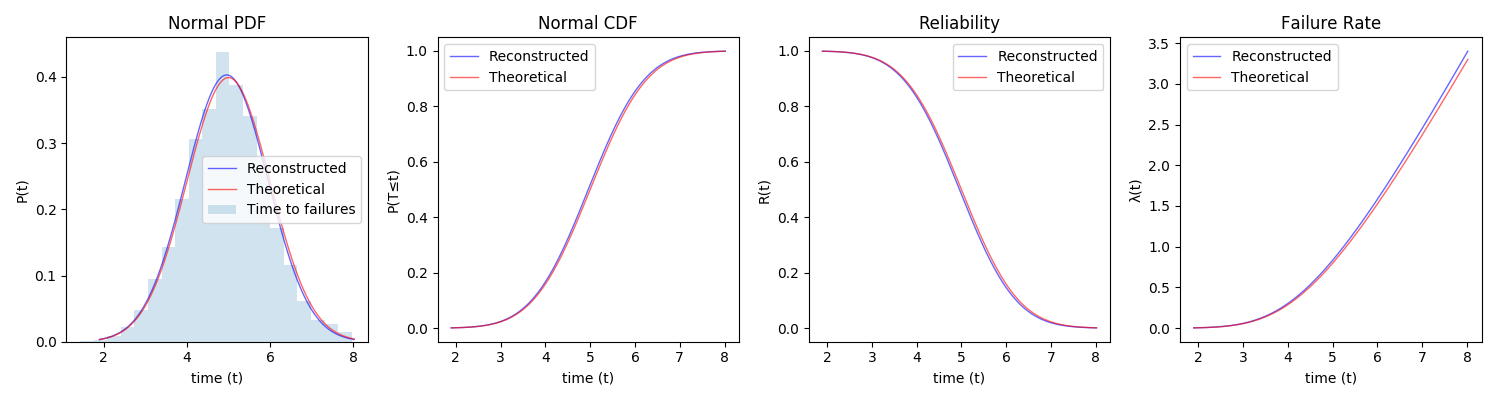 Normal PDF
P(t)
0.4
0.3
0.2
0.1
0.0
Reconstructed
Theoretical
Time to failures
2 4 6 8
time (t)
Normal CDF
P(T≤t)
1.0
0.8
0.6
0.4
0.2
0.0
Reconstructed
Theoretical
2 3 4 5 6 7 8
time (t)
Reliability
R(t)
1.0
0.8
0.6
0.4
0.2
0.0
Reconstructed
Theoretical
2 3 4 5 6 7 8
time (t)
Failure Rate
λ(t)
3.5
3.0
2.5
2.0
1.5
1.0
0.5
0.0
Reconstructed
Theoretical
2 3 4 5 6 7 8
time (t)